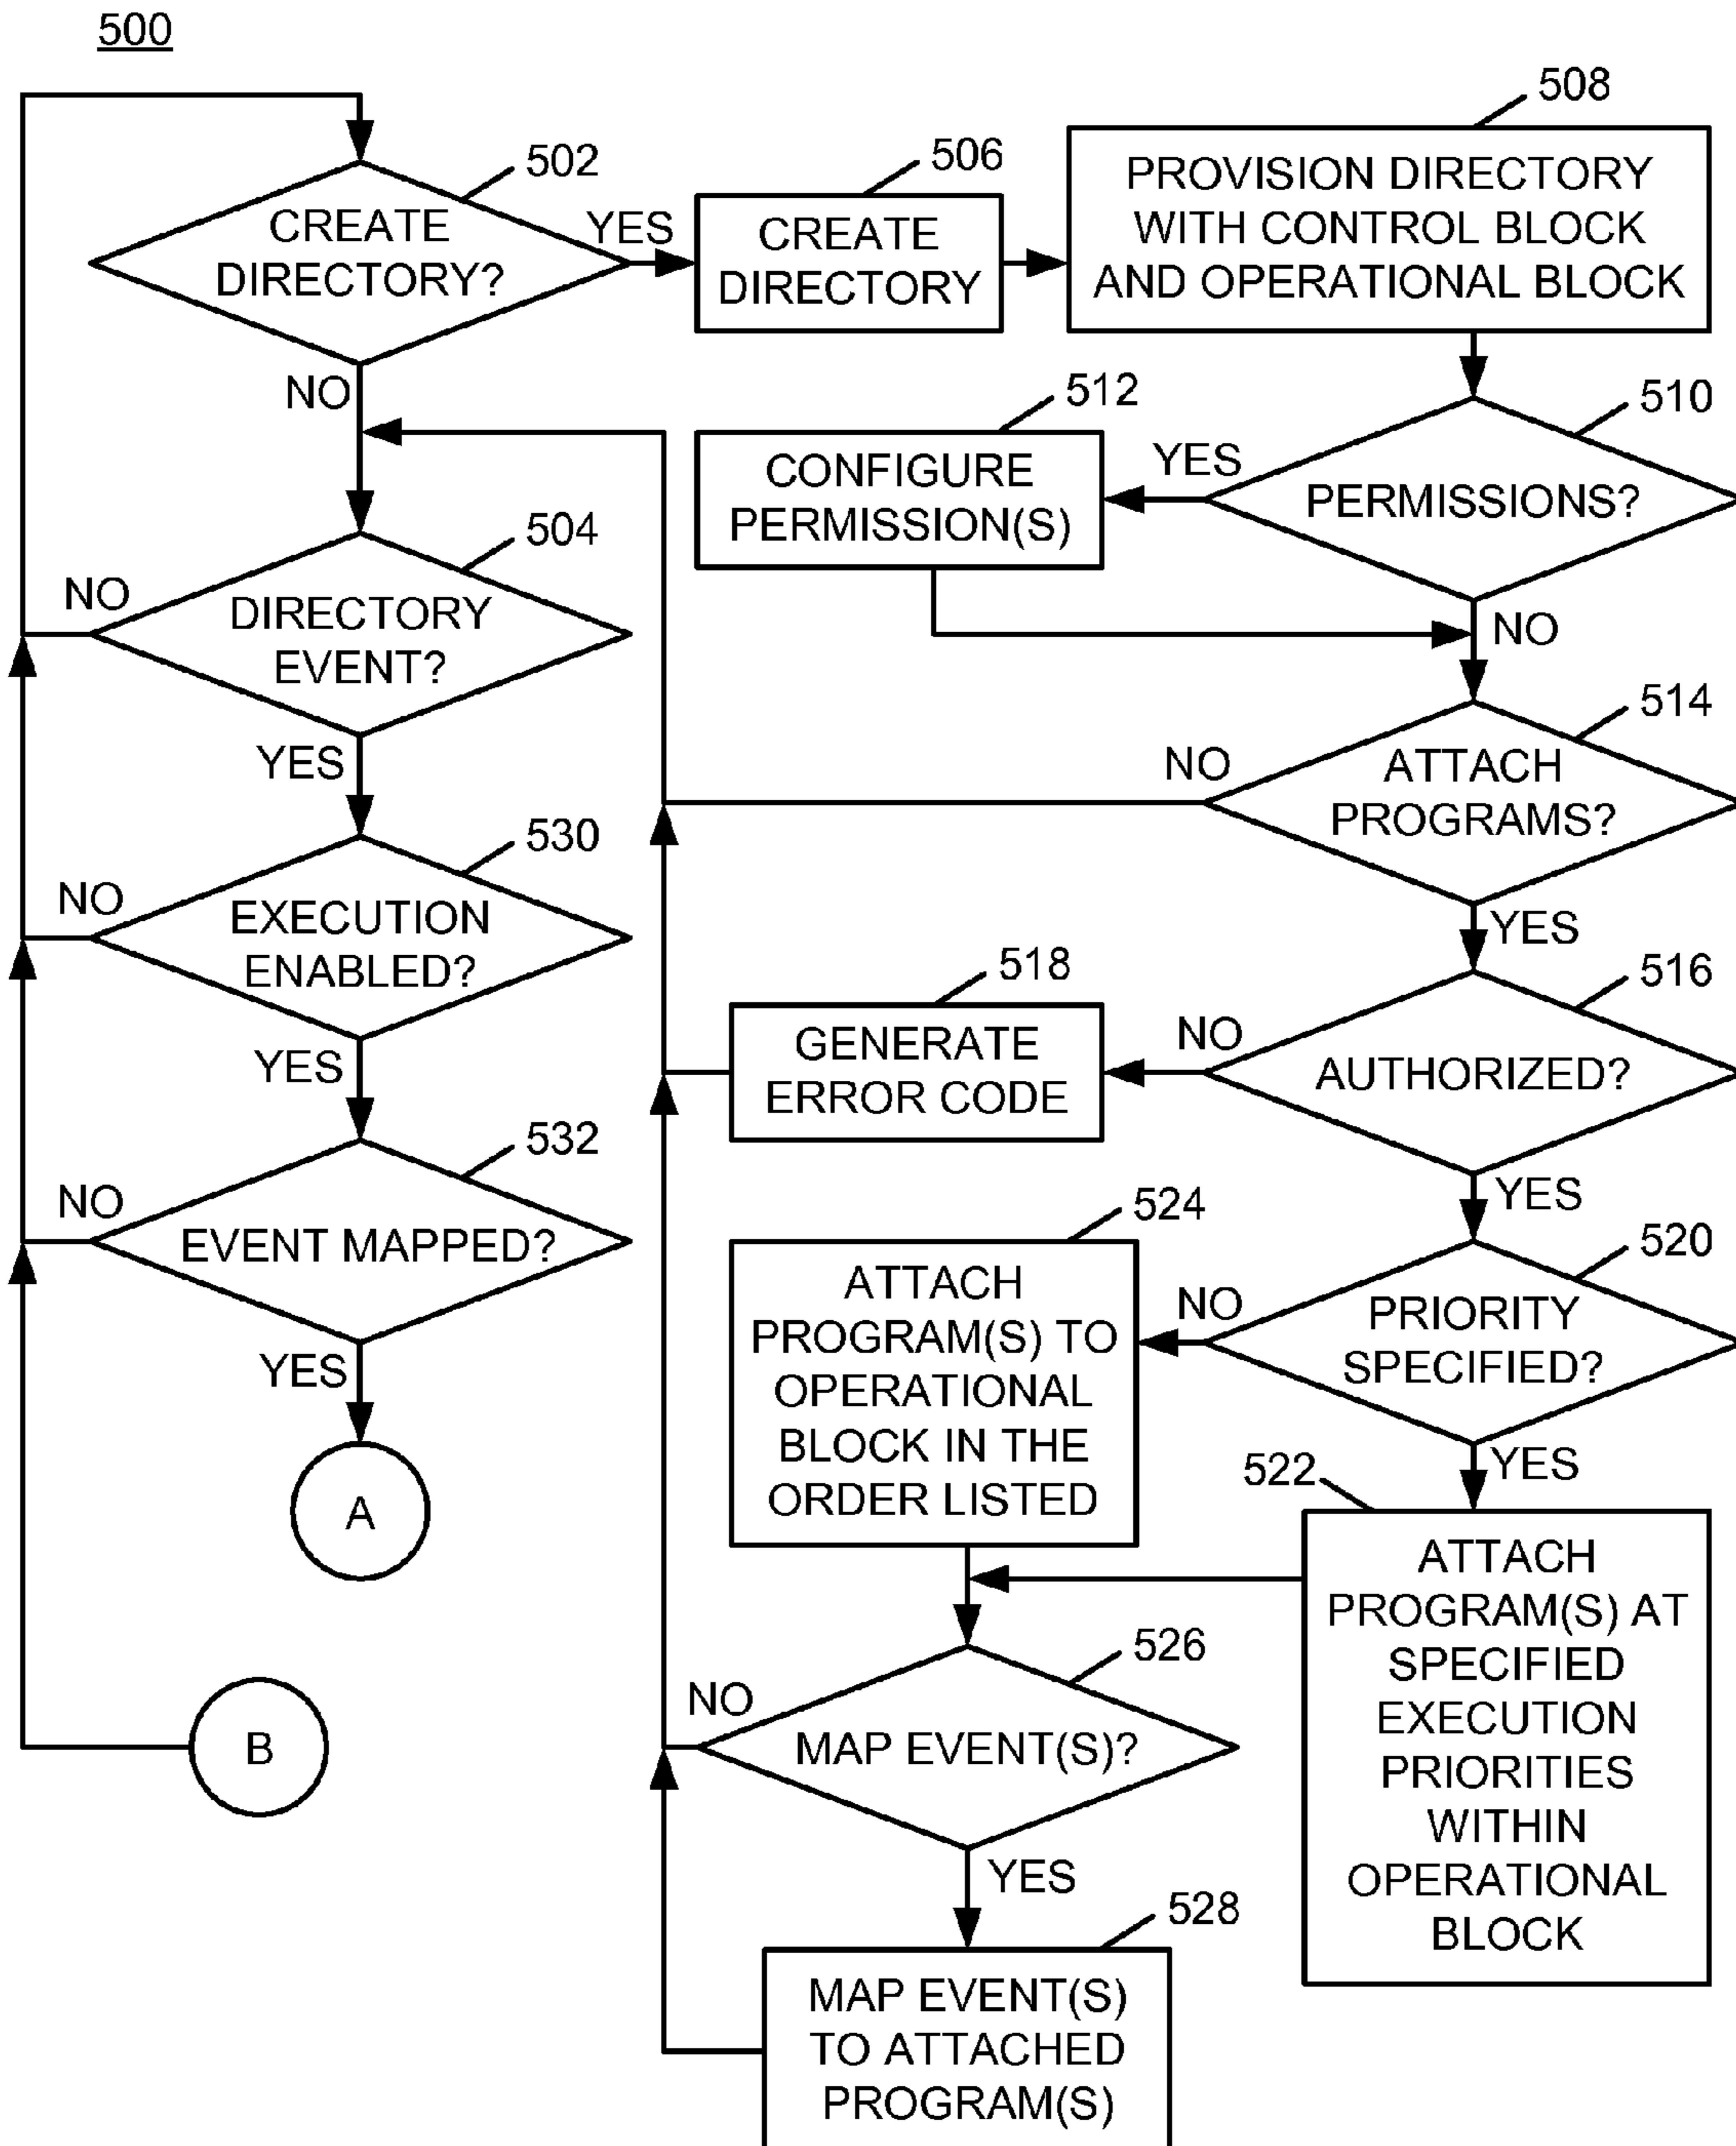 500
502
CREATE
DIRECTORY?
YES
NO
506
CREATE
DIRECTORY
508
PROVISION DIRECTORY
WITH CONTROL BLOCK
AND OPERATIONAL BLOCK
510
PERMISSIONS?
YES
NO
512
CONFIGURE
PERMISSION(S)
504
DIRECTORY
EVENT?
NO
YES
514
ATTACH
PROGRAMS?
NO
YES
530
EXECUTION
ENABLED?
NO
YES
516
AUTHORIZED?
NO
YES
518
GENERATE
ERROR CODE
532
EVENT MAPPED?
NO
YES
A
520
PRIORITY
SPECIFIED?
NO
YES
524
ATTACH
PROGRAM(S) TO
OPERATIONAL
BLOCK IN THE
ORDER LISTED
522
ATTACH
PROGRAM(S) AT
SPECIFIED
EXECUTION
PRIORITIES
WITHIN
OPERATIONAL
BLOCK
B
526
MAP EVENT(S)?
NO
YES
528
MAP EVENT(S)
TO ATTACHED
PROGRAM(S)